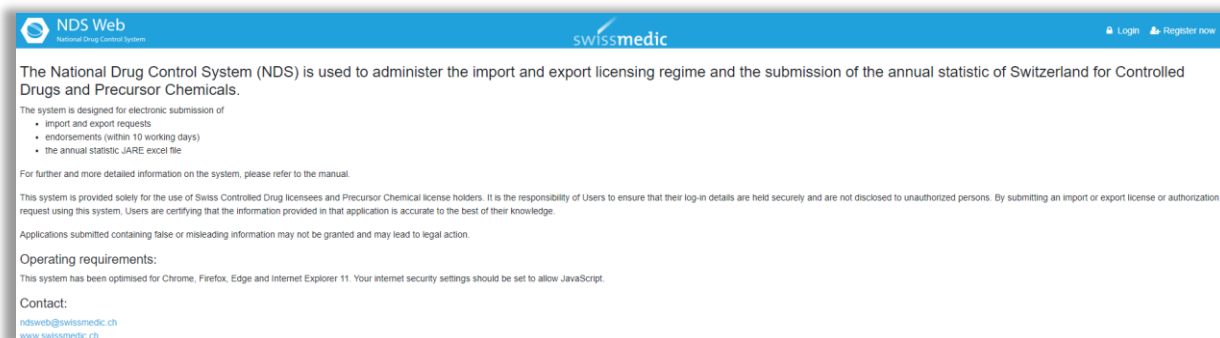 NDS Web
National Drug Control System
swissmedic
Login Register now
The National Drug Control System (NDS) is used to administer the import and export licensing regime and the submission of the annual statistic of Switzerland for Controlled
Drugs and Precursor Chemicals.
The system is designed for electronic submission of
• import and export requests
• endorsements (within 10 working days)
• the annual statistic JARE excel file
For further and more detailed information on the system, please refer to the manual.
This system is provided solely for the use of Swiss Controlled Drug licensees and Precursor Chemical license holders. It is the responsibility of Users to ensure that their log-in details are held securely and are not disclosed to unauthorized persons. By submitting an import or export license or authorization
request using this system, Users are certifying that the information provided in that application is accurate to the best of their knowledge.
Applications submitted containing false or misleading information may not be granted and may lead to legal action.
Operating requirements:
This system has been optimised for Chrome, Firefox, Edge and Internet Explorer 11. Your internet security settings should be set to allow JavaScript.
Contact:
ndsweb@swissmedic.ch
www.swissmedic.ch